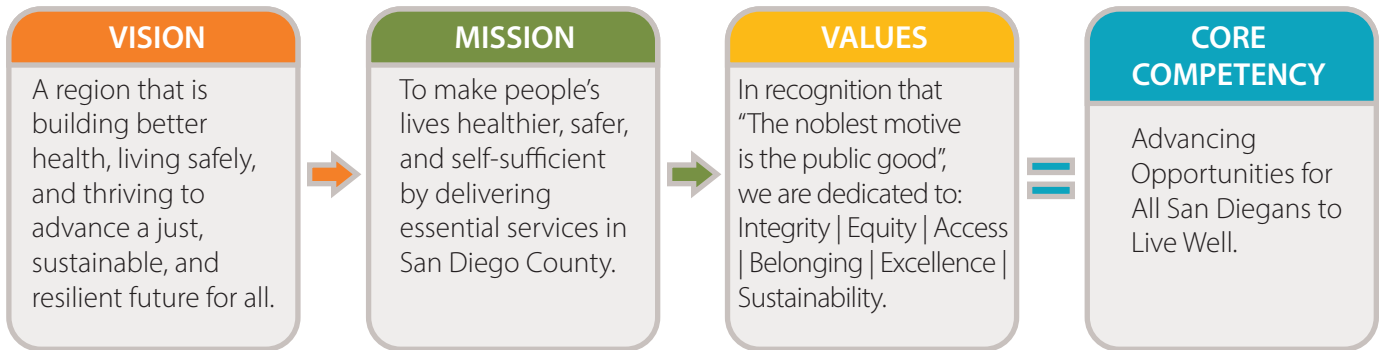 VISION
A region that is
building better
health, living safely,
and thriving to
advance a just,
sustainable, and
resilient future for all.
MISSION
To make people’s
lives healthier, safer,
and self-sufficient
by delivering
essential services in
San Diego County.
VALUES
In recognition that
“The noblest motive
is the public good”,
we are dedicated to:
Integrity | Equity | Access
| Belonging | Excellence |
Sustainability.
CORE
COMPETENCY
Advancing
Opportunities for
All San Diegans to
Live Well.